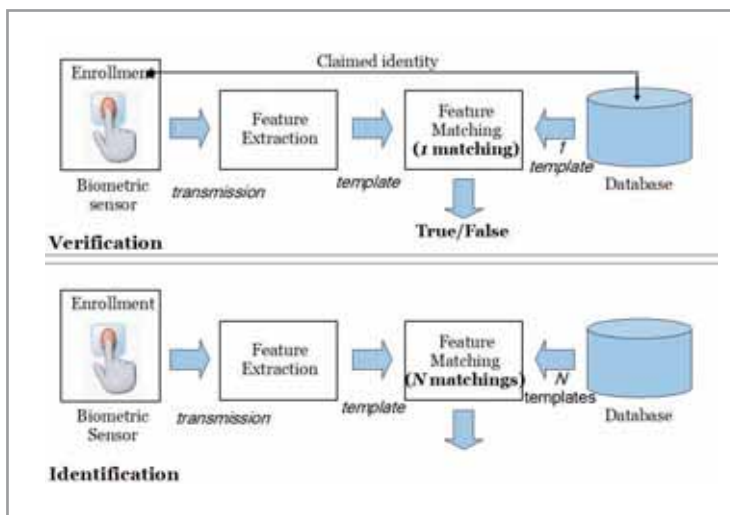 Claimed identity
Enrollment
Feature
Extraction
Feature
Matching
(1 matching)
1
template
Biometric
sensor
transmission
template
Database
True/False
Verification
Enrollment
Feature
Extraction
Feature
Matching
(N matchings)
N
templates
Biometric
Sensor
transmission
template
Database
Identification